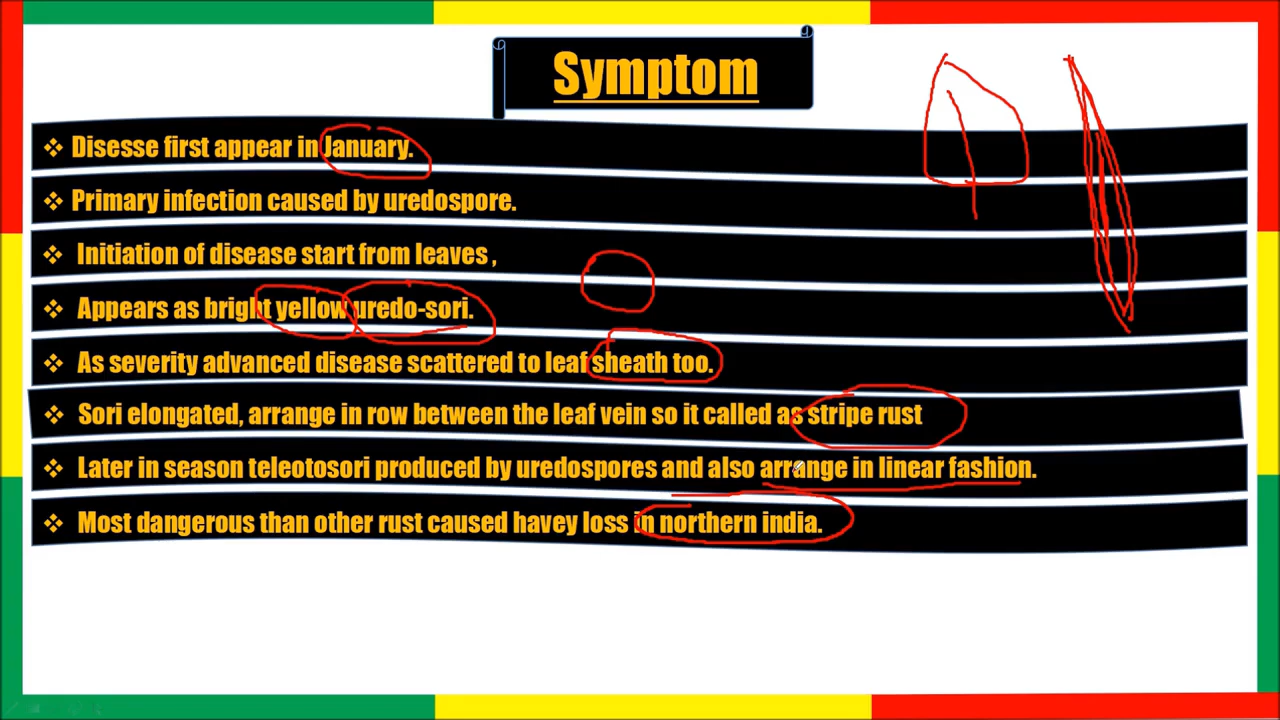 Symptom
❖ Disesse first appear in January.
❖ Primary infection caused by uredospore.
❖ Initiation of disease start from leaves ,
❖ Appears as bright yellow uredo-sori.
❖ As severity advanced disease scattered to leaf sheath too.
❖ Sori elongated, arrange in row between the leaf vein so it called as stripe rust
❖ Later in season teleotosori produced by uredospores and also arrange in linear fashion.
❖ Most dangerous than other rust caused havey loss in northern india.